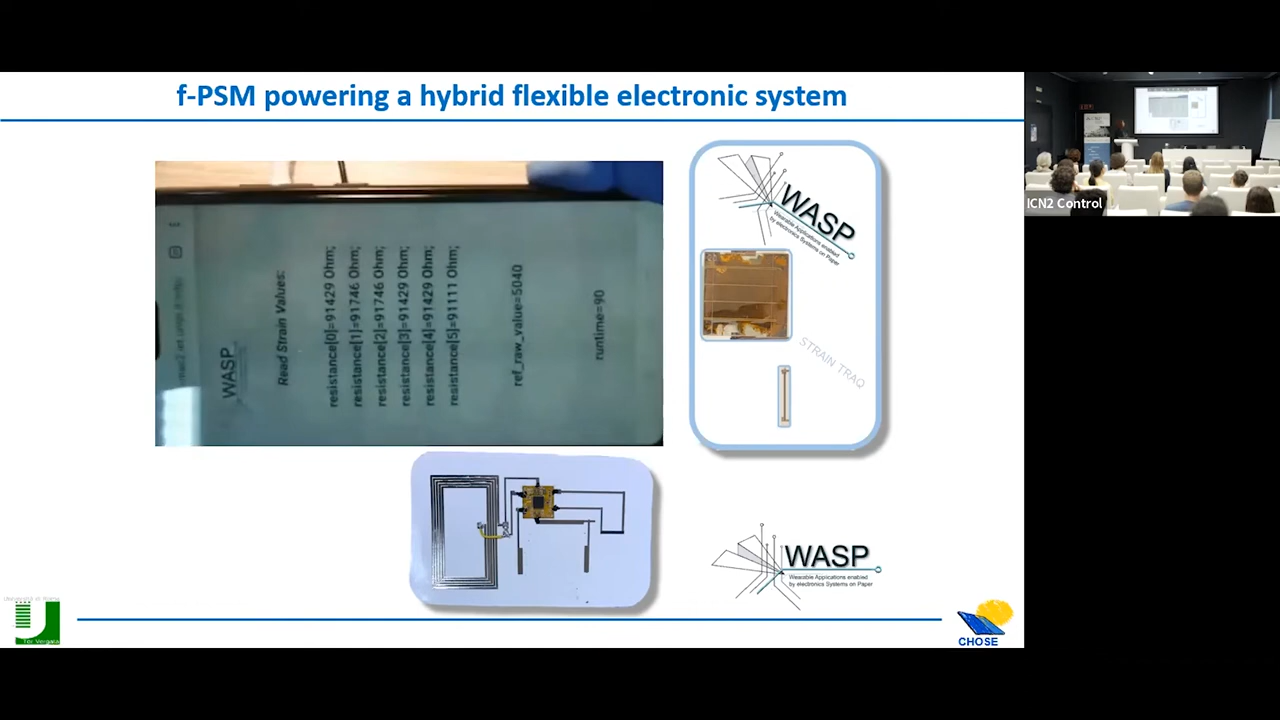 f-PSM powering a hybrid flexible electronic system
WASP
Read Strain Values:
resistance[0]=91429 Ohm;
resistance[1]=91746 Ohm;
resistance[2]=91746 Ohm;
resistance[3]=91429 Ohm;
resistance[4]=91429 Ohm;
resistance[5]=91111 Ohm;
ref_raw_value=5040
runtime=90
WASP
Wearable Applications enabled
by electronics Systems on Paper
STRAIN TRAQ
WASP
Wearable Applications enabled
by electronics Systems on Paper
Tor Vergata
CHOSE
ICN2 Control